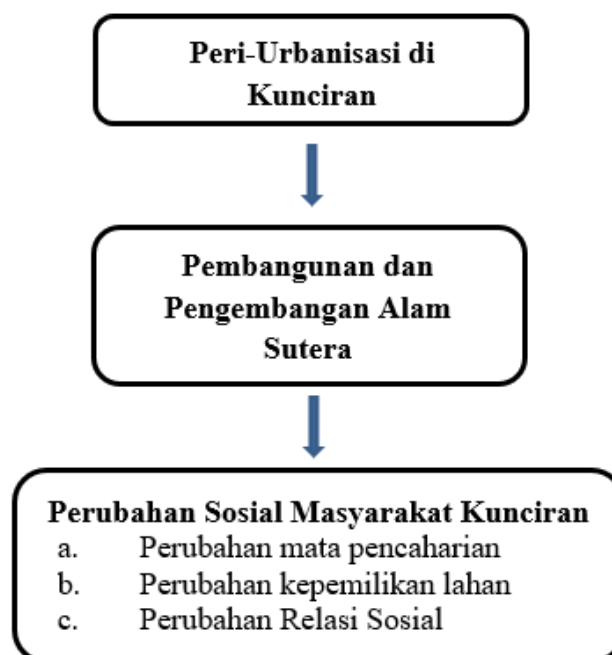 Peri-Urbanisasi di
Kunciran
Pembangunan dan
Pengembangan Alam
Sutera
Perubahan Sosial Masyarakat Kunciran
a. Perubahan mata pencaharian
b. Perubahan kepemilikan lahan
c. Perubahan Relasi Sosial